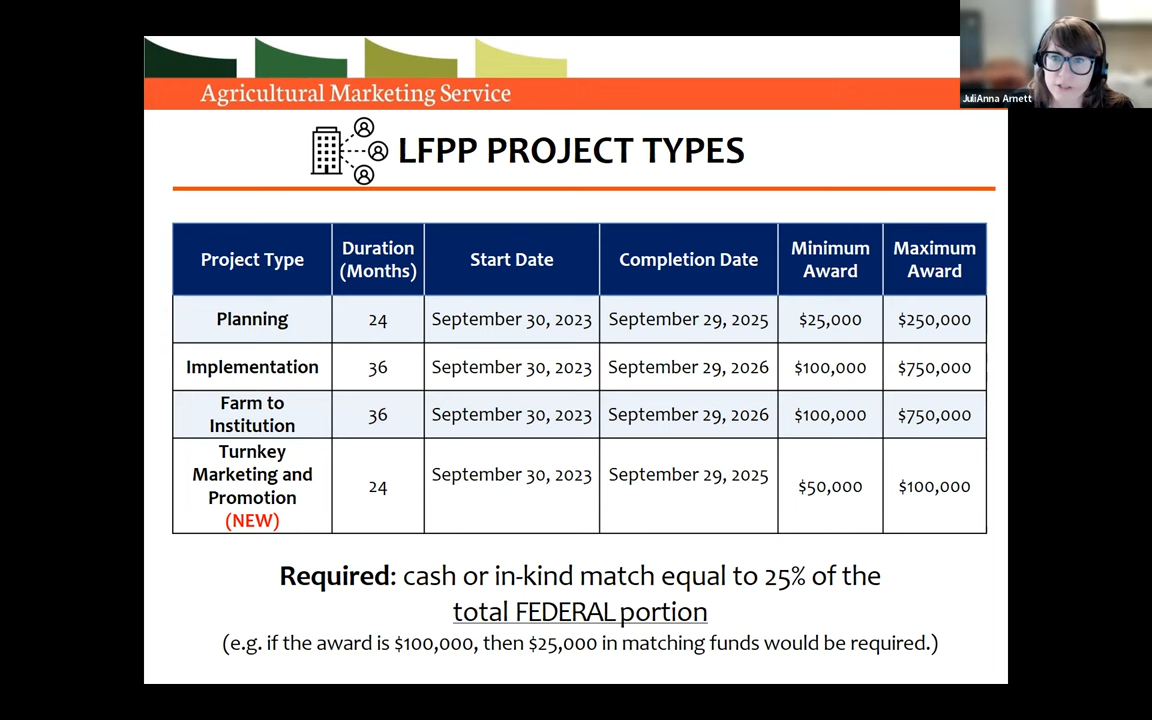 Agricultural Marketing Service
JuliAnna Arnett
LFPP PROJECT TYPES
Project Type Duration (Months) Start Date Completion Date Minimum Award Maximum Award
Planning 24 September 30, 2023 September 29, 2025 $25,000 $250,000
Implementation 36 September 30, 2023 September 29, 2026 $100,000 $750,000
Farm to Institution 36 September 30, 2023 September 29, 2026 $100,000 $750,000
Turnkey Marketing and Promotion (NEW) 24 September 30, 2023 September 29, 2025 $50,000 $100,000
Required: cash or in-kind match equal to 25% of the
total FEDERAL portion
(e.g. if the award is $100,000, then $25,000 in matching funds would be required.)